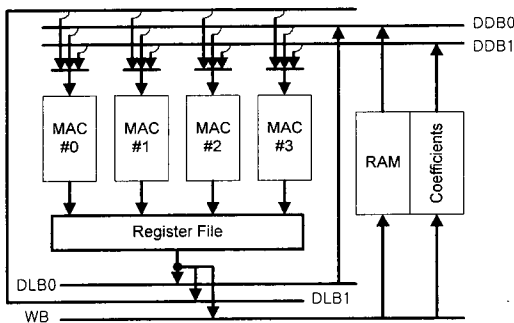 DDB0
DDB1
MAC #0
MAC #1
MAC #2
MAC #3
RAM
Coefficients
Register File
DLB0
DLB1
WB